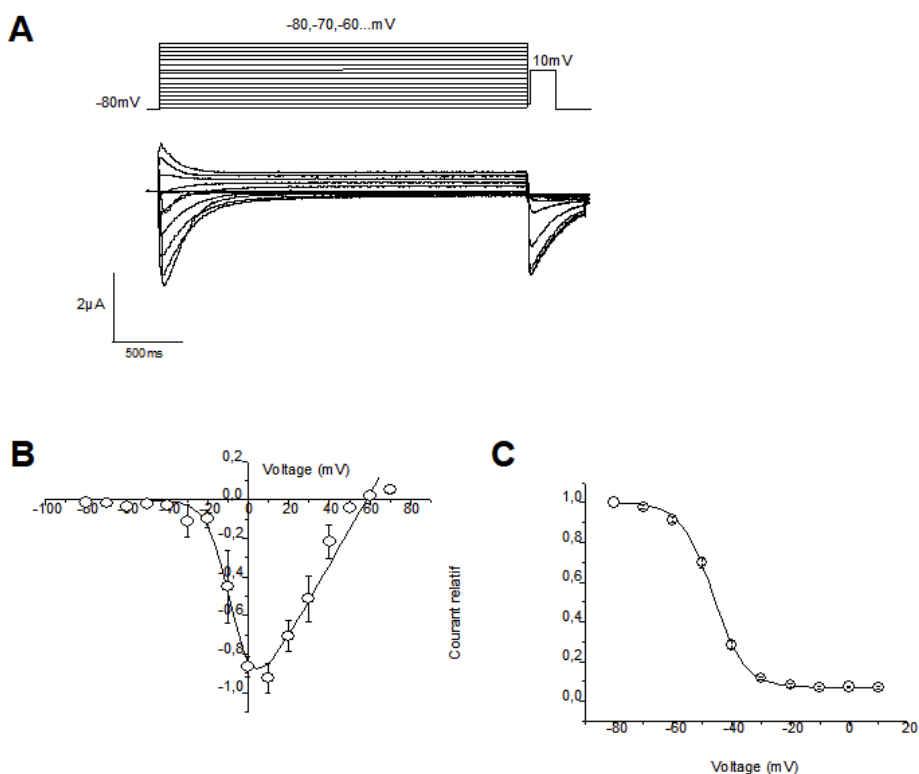 A
-80,-70,-60...mV
10mV
-80mV
2µA
500ms
B
Voltage (mV)
0,2
0,0
-0,2
-0,4
-0,6
-0,8
-1,0
-100 -80 -60 -40 -20 0 20 40 60 80
C
Courant relatif
1,0
0,8
0,6
0,4
0,2
0,0
-80 -60 -40 -20 0 20
Voltage (mV)